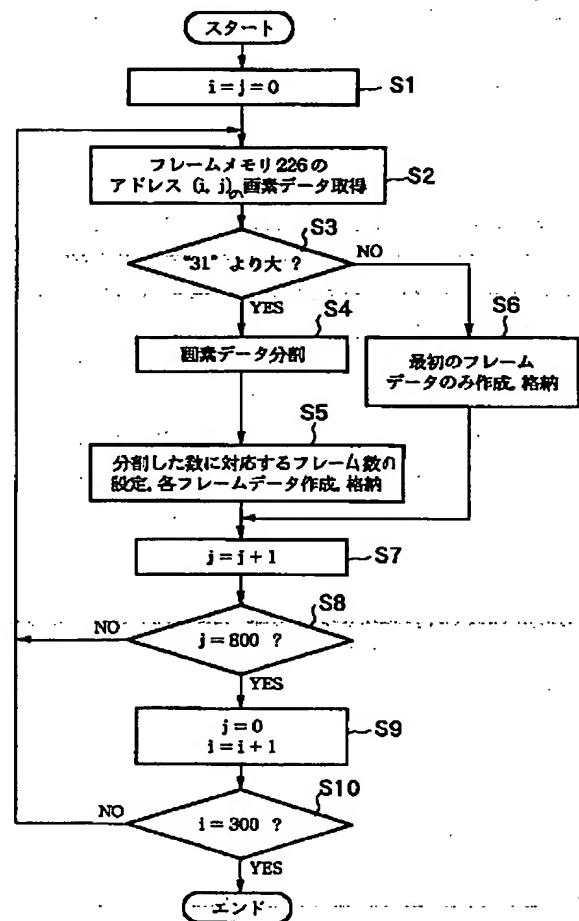 スタート
i=j=0
S1
フレームメモリ226の
アドレス (i, j)の画素データ取得
S2
S3
"31"より大 ?
NO
YES
S4
画素データ分割
S6
最初のフレーム
データのみ作成, 格納
S5
分割した数に対応するフレーム数の
設定, 各フレームデータ作成, 格納
j=j+1
S7
S8
NO
j=800 ?
YES
j=0
i=i+1
S9
S10
NO
i=300 ?
YES
エンド